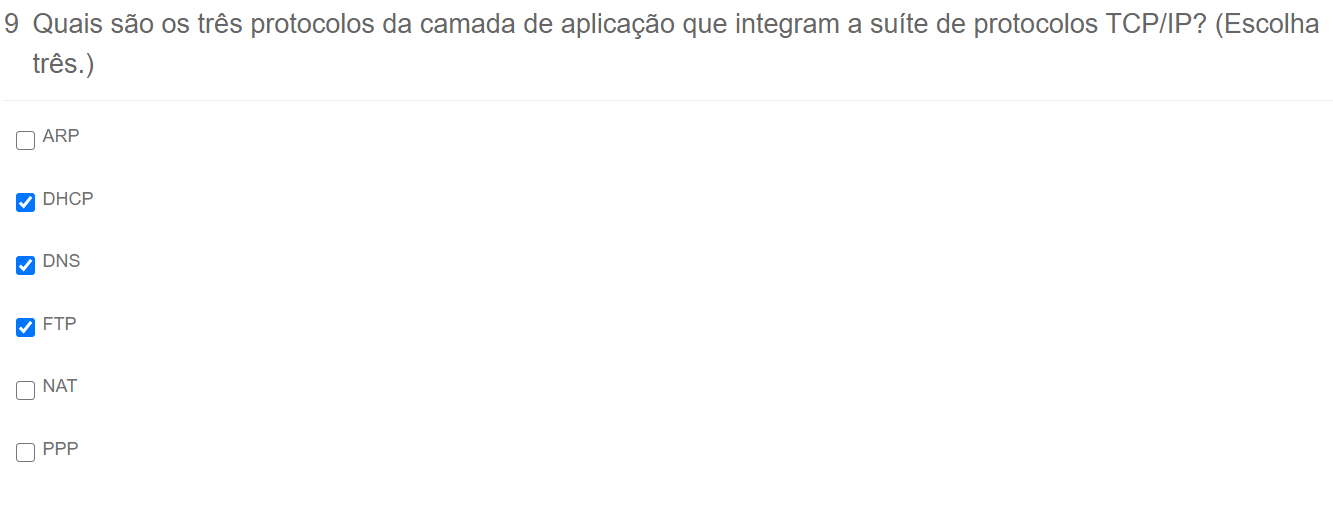 9 Quais são os três protocolos da camada de aplicação que integram a suíte de protocolos TCP/IP? (Escolha
três.)
ARP
DHCP
DNS
FTP
NAT
PPP